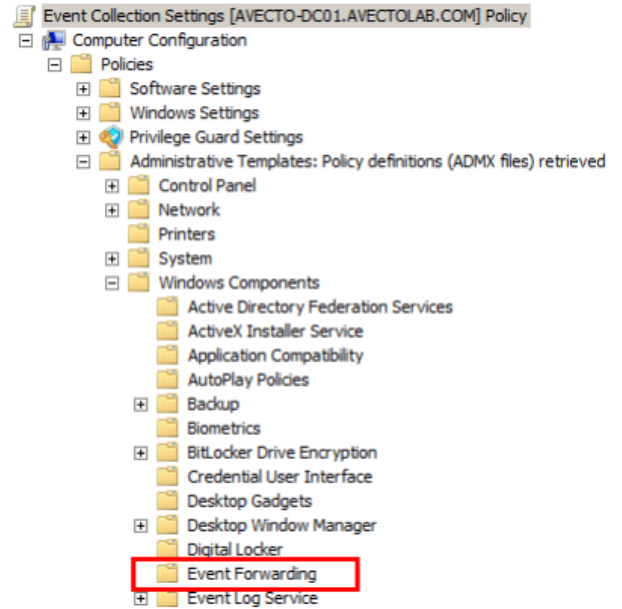 Event Collection Settings [AVECTO-DC01.AVECTOLAB.COM] Policy
Computer Configuration
Policies
Software Settings
Windows Settings
Privilege Guard Settings
Administrative Templates: Policy definitions (ADMX files) retrieved
Control Panel
Network
Printers
System
Windows Components
Active Directory Federation Services
ActiveX Installer Service
Application Compatibility
AutoPlay Policies
Backup
Biometrics
BitLocker Drive Encryption
Credential User Interface
Desktop Gadgets
Desktop Window Manager
Digital Locker
Event Forwarding
Event Log Service